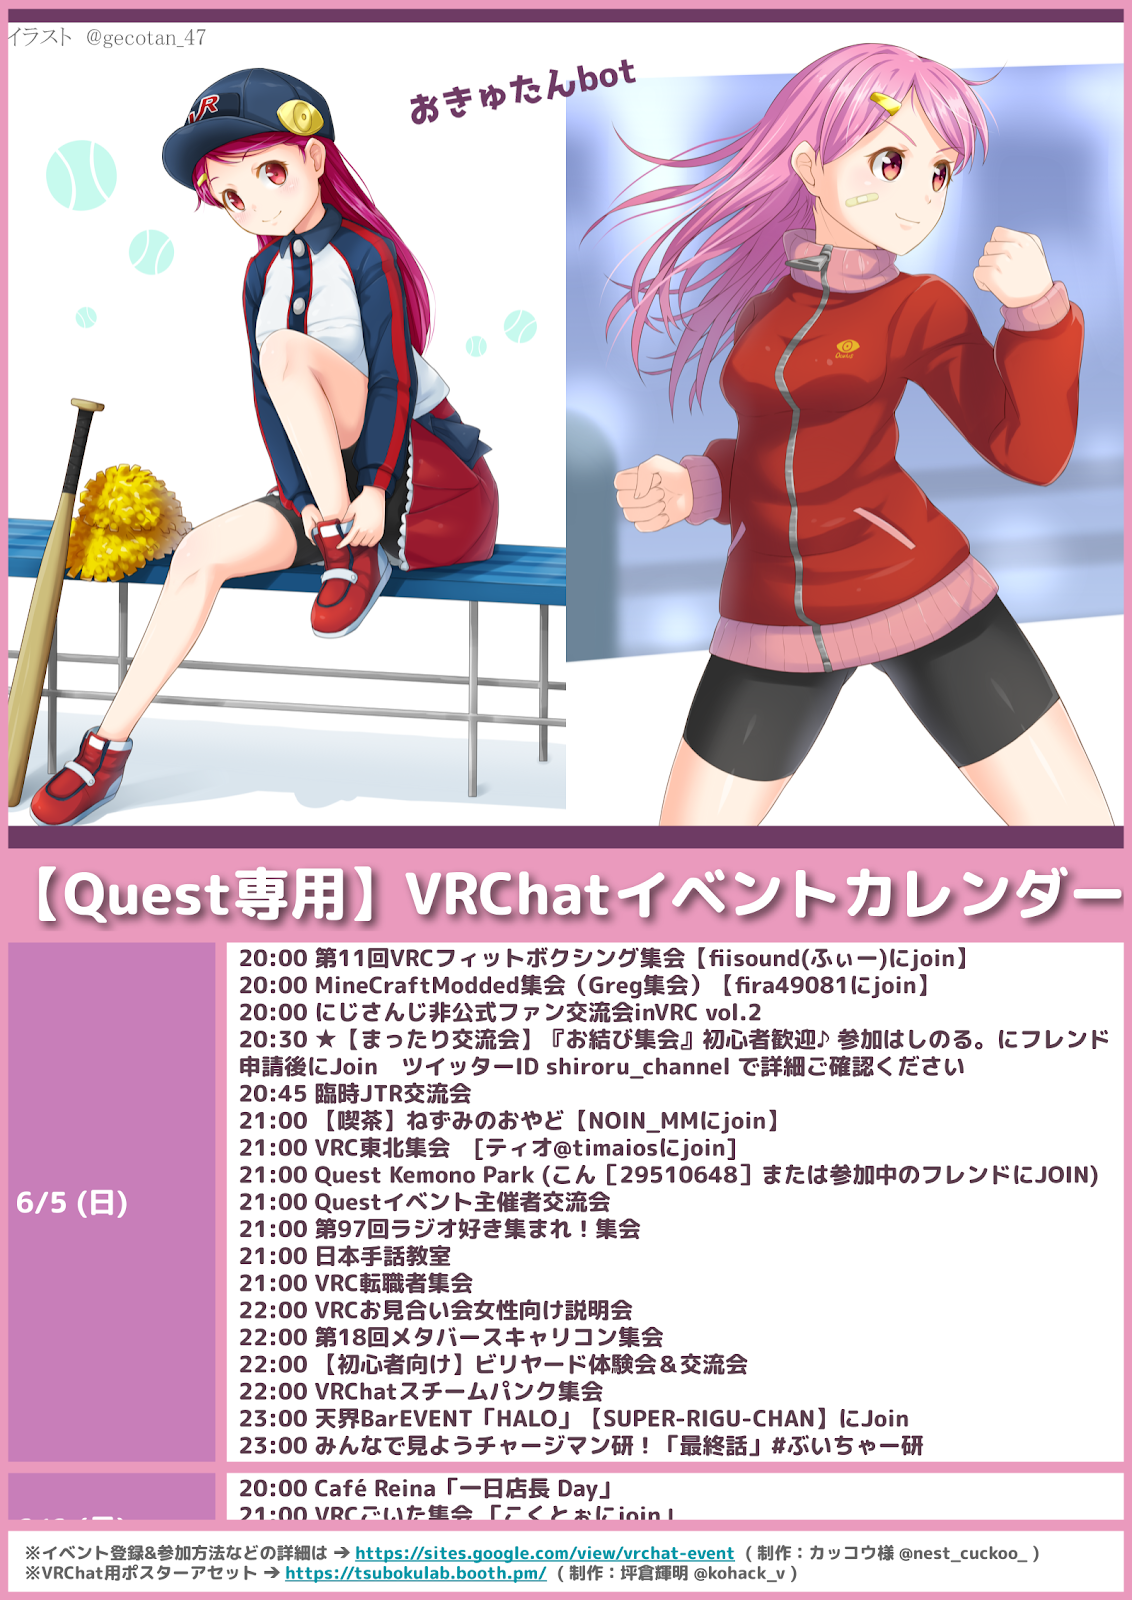 イラスト @gecotan_47
おきゅたんbot
VR
Quest
【Quest専用】VRChatイベントカレンダー
6/5 (日)
20:00 第11回VRCフィットボクシング集会【fiisound(ふぃー)にjoin】
20:00 MineCraftModded集会（Greg集会）【fira49081にjoin】
20:00 にじさんじ非公式ファン交流会inVRC vol.2
20:30 ★【まったり交流会】『お結び集会』初心者歓迎♪ 参加はしのる。にフレンド
申請後にJoin　ツイッターID shiroru_channel で詳細ご確認ください
20:45 臨時JTR交流会
21:00 【喫茶】ねずみのおやど【NOIN_MMにjoin】
21:00 VRC東北集会　[ティオ@timaiosにjoin]
21:00 Quest Kemono Park (こん［29510648］または参加中のフレンドにJOIN)
21:00 Questイベント主催者交流会
21:00 第97回ラジオ好き集まれ！集会
21:00 日本手話教室
21:00 VRC転職者集会
22:00 VRCお見合い会女性向け説明会
22:00 第18回メタバースキャリコン集会
22:00 【初心者向け】ビリヤード体験会＆交流会
22:00 VRChatスチームパンク集会
23:00 天界BarEVENT「HALO」【SUPER-RIGU-CHAN】にJoin
23:00 みんなで見ようチャージマン研！「最終話」#ぶいちゃー研
20:00 Café Reina「一日店長 Day」
21:00 VRCごいた集会 「こくとぉにjoin」
※イベント登録&参加方法などの詳細は ➔ https://sites.google.com/view/vrchat-event ( 制作：カッコウ様 @nest_cuckoo_ )
※VRChat用ポスターアセット ➔ https://tsubokulab.booth.pm/ ( 制作：坪倉輝明 @kohack_v )